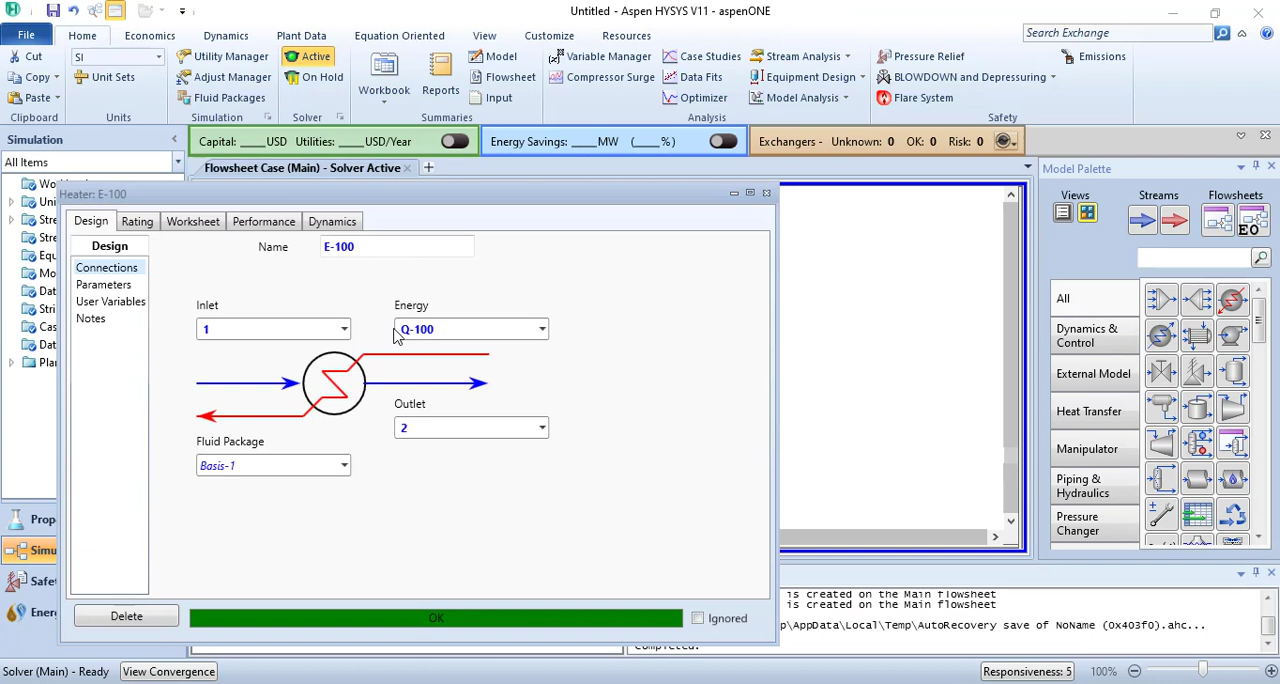 Untitled - Aspen HYSYS V11 - aspenONE
File Home Economics Dynamics Plant Data Equation Oriented View Customize Resources
Search Exchange
Cut SI Utility Manager Active Model Variable Manager Case Studies Stream Analysis Pressure Relief Emissions
Copy Unit Sets Adjust Manager On Hold Workbook Reports Flowsheet Compressor Surge Data Fits Equipment Design BLOWDOWN and Depressuring
Paste Fluid Packages Input Optimizer Model Analysis Flare System
Clipboard Units Simulation Solver Summaries Analysis Safety
Simulation
Capital: ____USD Utilities: ____USD/Year
Energy Savings: ____MW (____%)
Exchangers - Unknown: 0 OK: 0 Risk: 0
All Items
Flowsheet Case (Main) - Solver Active
Model Palette
Heater: E-100
Design Rating Worksheet Performance Dynamics
Design
Connections
Parameters
User Variables
Notes
Name E-100
Inlet Energy
1 Q-100
Outlet
2
Fluid Package
Basis-1
Delete OK Ignored
Views Streams Flowsheets
EO
All
Dynamics & Control
External Model
Heat Transfer
Manipulator
Piping & Hydraulics
Pressure Changer
is created on the Main flowsheet
is created on the Main flowsheet
p\AppData\Local\Temp\AutoRecovery save of NoName (0x403f0).ahc...
Completed.
Solver (Main) - Ready View Convergence Responsiveness: 5 100%